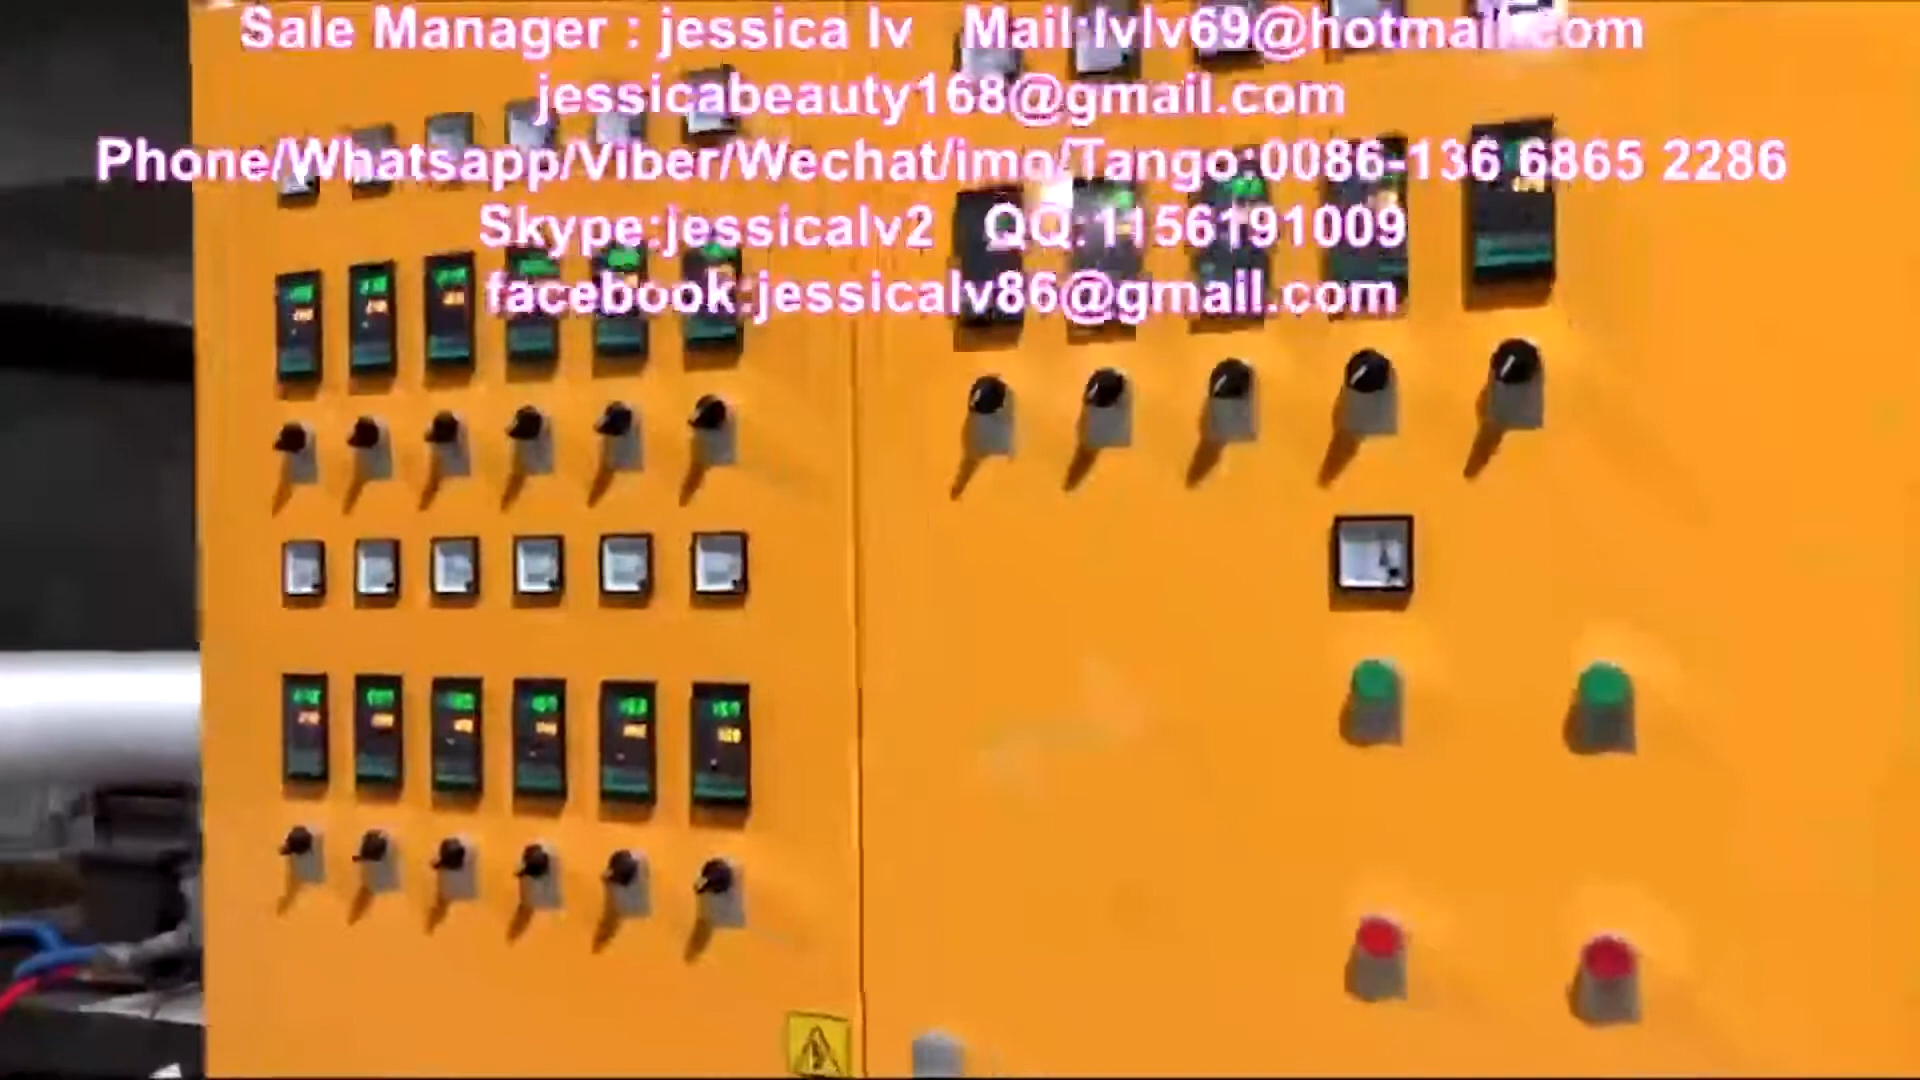 Sale Manager : jessica lv Mail:lvlv69@hotmail.com
jessicabeauty168@gmail.com
Phone/Whatsapp/Viber/Wechat/imo/Tango:0086-136 6865 2286
Skype:jessicalv2 QQ:1156191009
facebook:jessicalv86@gmail.com